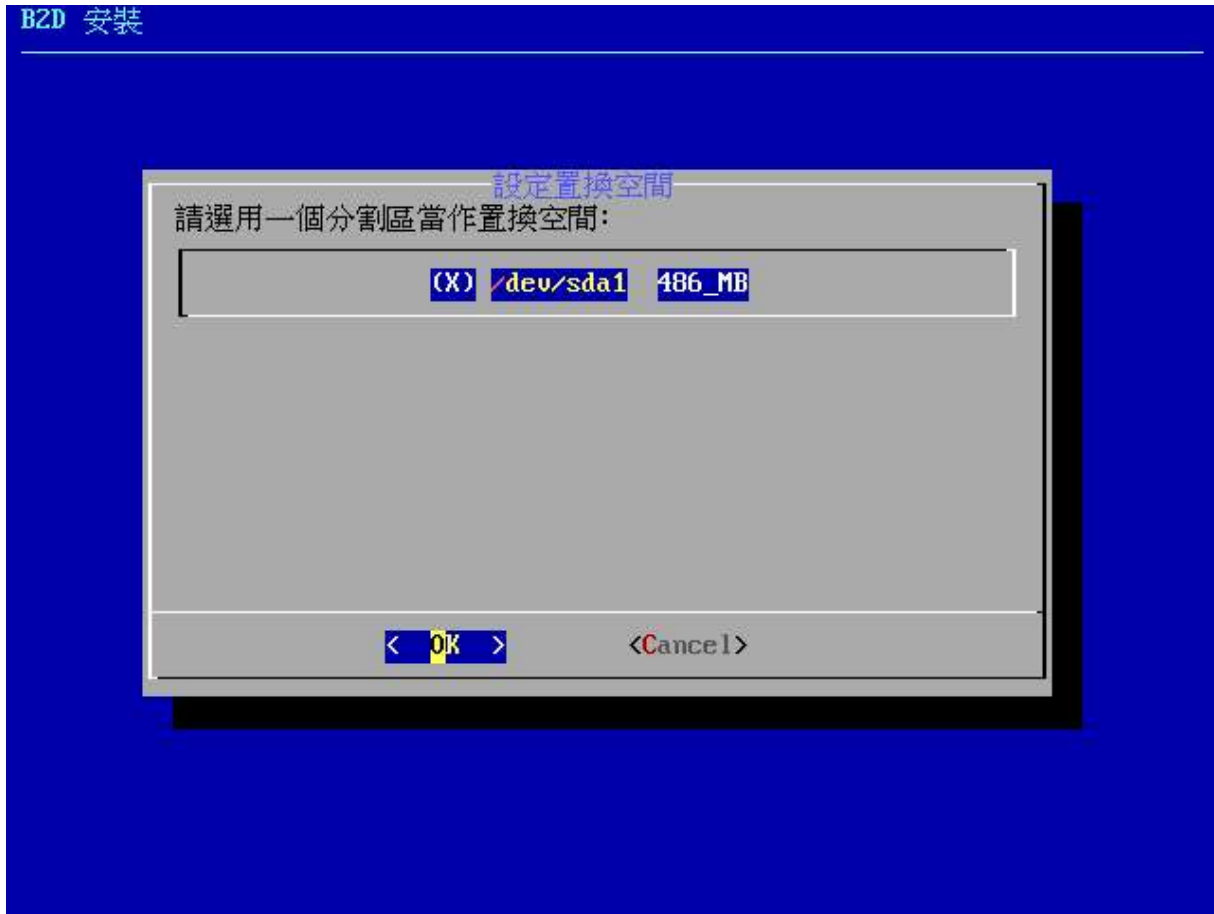 B2D 安裝
設定置換空間
請選用一個分割區當作置換空間:
(X) /dev/sda1 486_MB
< OK > <Cancel>